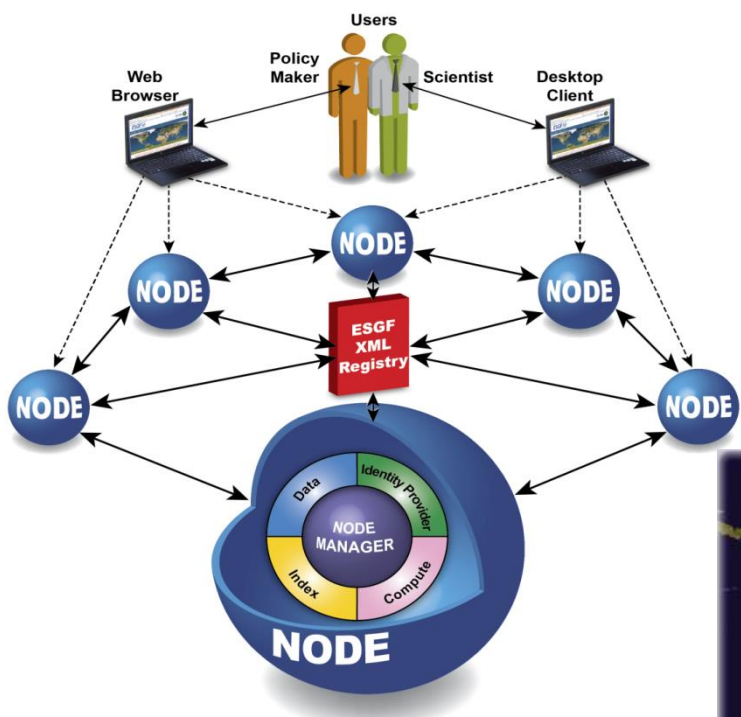 Users
Policy
Maker
Scientist
Web
Browser
Desktop
Client
NODE
NODE
NODE
ESGF
XML
Registry
NODE
NODE
Data
Identity Provider
NODE
MANAGER
Index
Compute
NODE